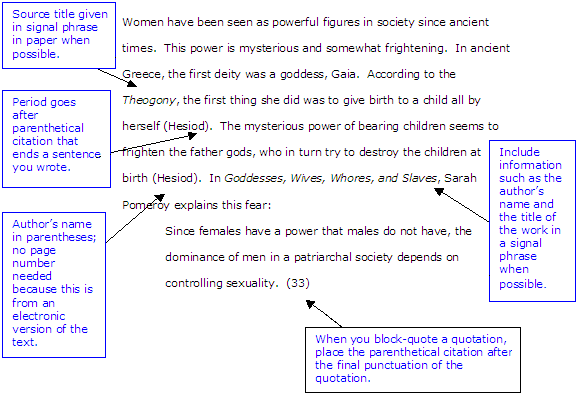 Source title given
in signal phrase
in paper when
possible.
Women have been seen as powerful figures in society since ancient
times.  This power is mysterious and somewhat frightening.  In ancient
Greece, the first deity was a goddess, Gaia.  According to the
Theogony, the first thing she did was to give birth to a child all by
herself (Hesiod).  The mysterious power of bearing children seems to
frighten the father gods, who in turn try to destroy the children at
birth (Hesiod).  In Goddesses, Wives, Whores, and Slaves, Sarah
Pomeroy explains this fear:
Since females have a power that males do not have, the
dominance of men in a patriarchal society depends on
controlling sexuality.  (33)
Period goes
after
parenthetical
citation that
ends a sentence
you wrote.
Include
information
such as the
author's
name and
the title of
the work in
a signal
phrase
when
possible.
Author's name
in parentheses;
no page
number
needed
because this is
from an
electronic
version of the
text.
When you block-quote a quotation,
place the parenthetical citation after
the final punctuation of the
quotation.